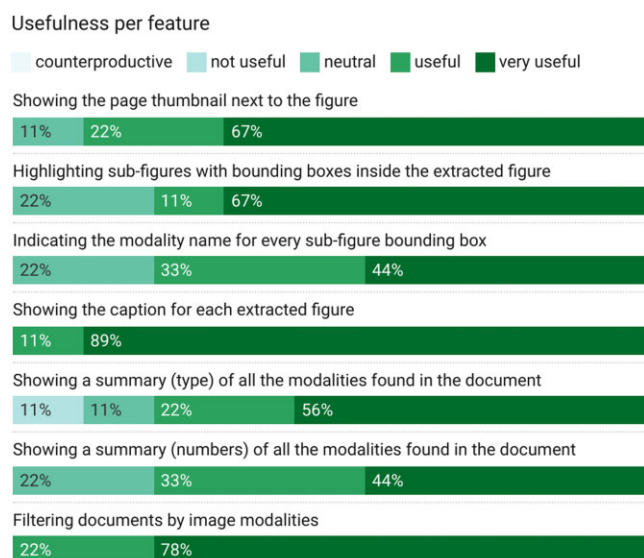 Usefulness per feature
counterproductive not useful neutral useful very useful
Showing the page thumbnail next to the figure
11% 22% 67%
Highlighting sub-figures with bounding boxes inside the extracted figure
22% 11% 67%
Indicating the modality name for every sub-figure bounding box
22% 33% 44%
Showing the caption for each extracted figure
11% 89%
Showing a summary (type) of all the modalities found in the document
11% 11% 22% 56%
Showing a summary (numbers) of all the modalities found in the document
22% 33% 44%
Filtering documents by image modalities
22% 78%